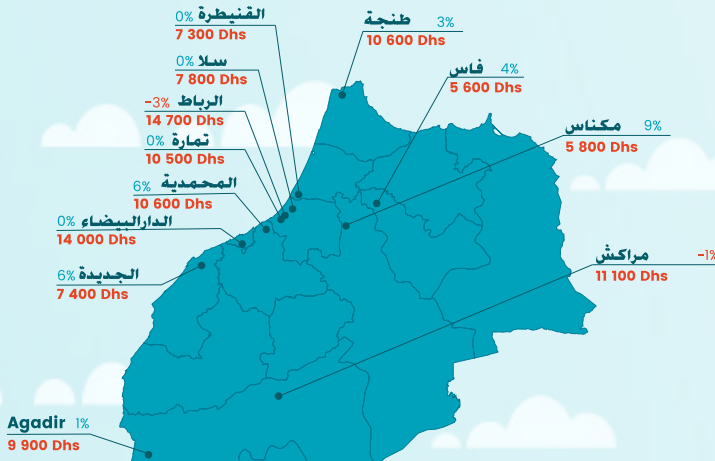 القنيطرة 0%
7 300 Dhs
طنجة 3%
10 600 Dhs
سلا 0%
7 800 Dhs
فاس 4%
5 600 Dhs
الرباط -3%
14 700 Dhs
مكناس 9%
5 800 Dhs
تمارة 0%
10 500 Dhs
المحمدية 6%
10 600 Dhs
الدارالبيضاء 0%
14 000 Dhs
مراكش -1%
11 100 Dhs
الجديدة 6%
7 400 Dhs
Agadir 1%
9 900 Dhs